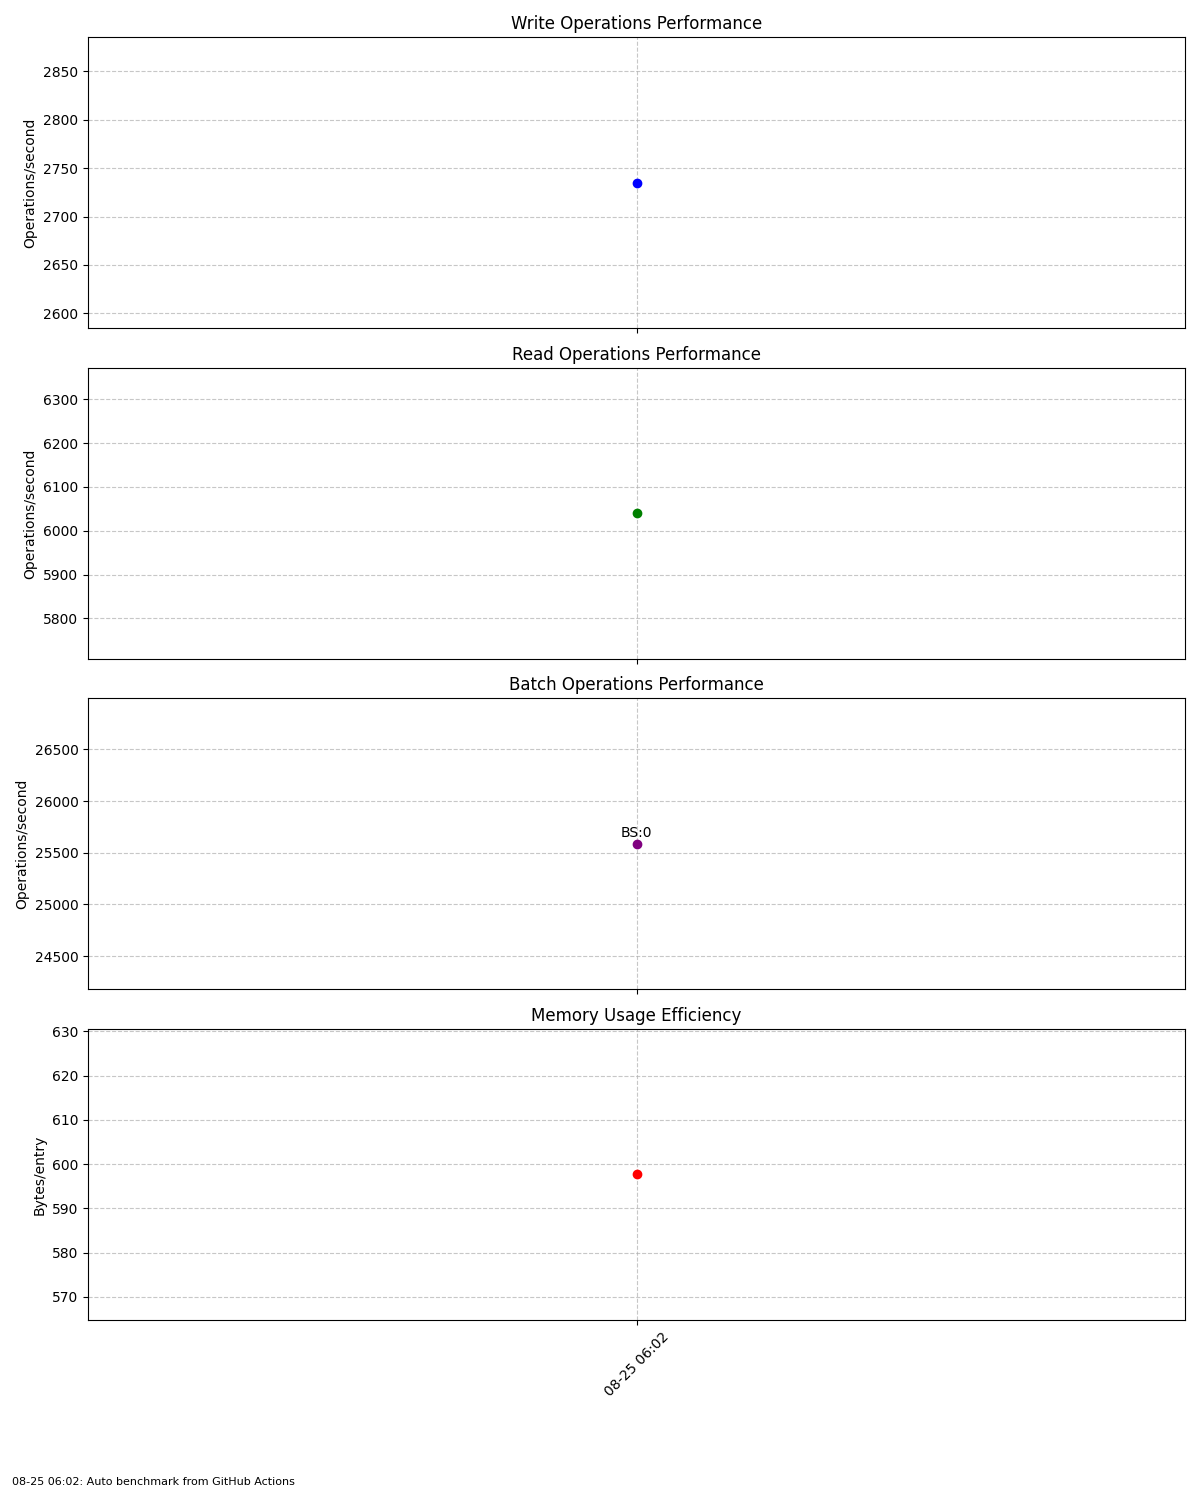 Write Operations Performance
Operations/second
2850
2800
2750
2700
2650
2600
Read Operations Performance
Operations/second
6300
6200
6100
6000
5900
5800
Batch Operations Performance
Operations/second
26500
26000
25500
25000
24500
BS:0
Memory Usage Efficiency
Bytes/entry
630
620
610
600
590
580
570
08-25 06:02
08-25 06:02: Auto benchmark from GitHub Actions